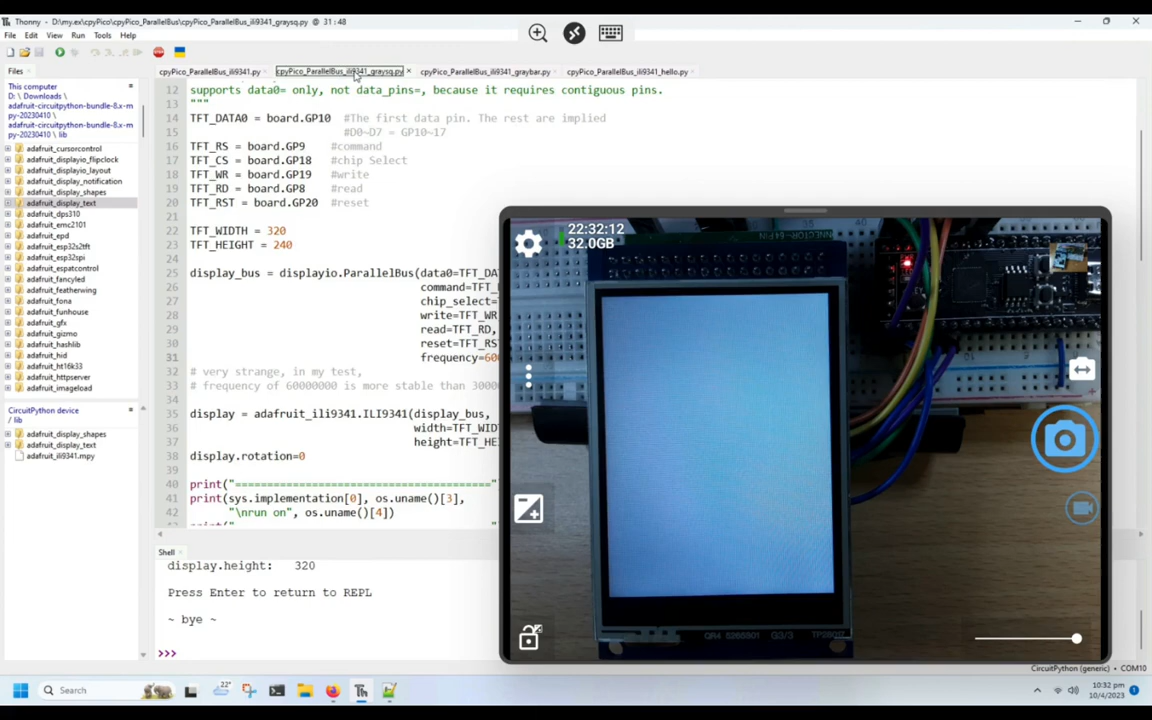 Thonny - D:\my.ex\cpyPico\cpyPico_ParallelBus\cpyPico_ParallelBus_ili9341_graysq.py @ 31 : 48
File Edit View Run Tools Help
Files
This computer
D: \ Downloads \
adafruit-circuitpython-bundle-8.x-m
py-20230410 \
adafruit-circuitpython-bundle-8.x-m
py-20230410 \ lib
adafruit_cursorcontrol
adafruit_displayio_flipclock
adafruit_displayio_layout
adafruit_display_notification
adafruit_display_shapes
adafruit_display_text
adafruit_dps310
adafruit_emc2101
adafruit_epd
adafruit_esp32s2tft
adafruit_esp32spi
adafruit_espatcontrol
adafruit_fancyled
adafruit_featherwing
adafruit_fona
adafruit_funhouse
adafruit_gfx
adafruit_gizmo
adafruit_hashlib
adafruit_hid
adafruit_ht16k33
adafruit_httpserver
adafruit_imageload
CircuitPython device
/ lib
adafruit_display_shapes
adafruit_display_text
adafruit_ili9341.mpy
cpyPico_ParallelBus_ili9341.py cpyPico_ParallelBus_ili9341_graysq.py cpyPico_ParallelBus_ili9341_graybar.py cpyPico_ParallelBus_ili9341_hello.py
12 supports data0= only, not data_pins=, because it requires contiguous pins.
13 """
14 TFT_DATA0 = board.GP10 #The first data pin. The rest are implied
15 #D0~D7 = GP10~17
16 TFT_RS = board.GP9 #command
17 TFT_CS = board.GP18 #chip Select
18 TFT_WR = board.GP19 #write
19 TFT_RD = board.GP8 #read
20 TFT_RST = board.GP20 #reset
21
22 TFT_WIDTH = 320
23 TFT_HEIGHT = 240
24
25 display_bus = displayio.ParallelBus(data0=TFT_DA
26 command=TFT_
27 chip_select=
28 write=TFT_WR
29 read=TFT_RD,
30 reset=TFT_RS
31 frequency=600
32 # very strange, in my test,
33 # frequency of 60000000 is more stable than 30000
34
35 display = adafruit_ili9341.ILI9341(display_bus,
36 width=TFT_WID
37 height=TFT_HE
38 display.rotation=0
39
40 print("=====================================
41 print(sys.implementation[0], os.uname()[3],
42 "\nrun on", os.uname()[4])
Shell
display.height: 320
Press Enter to return to REPL
~ bye ~
>>>
22:32:12
32.0GB
CircuitPython (generic) • COM10
Search
22°
10:32 pm
10/4/2023